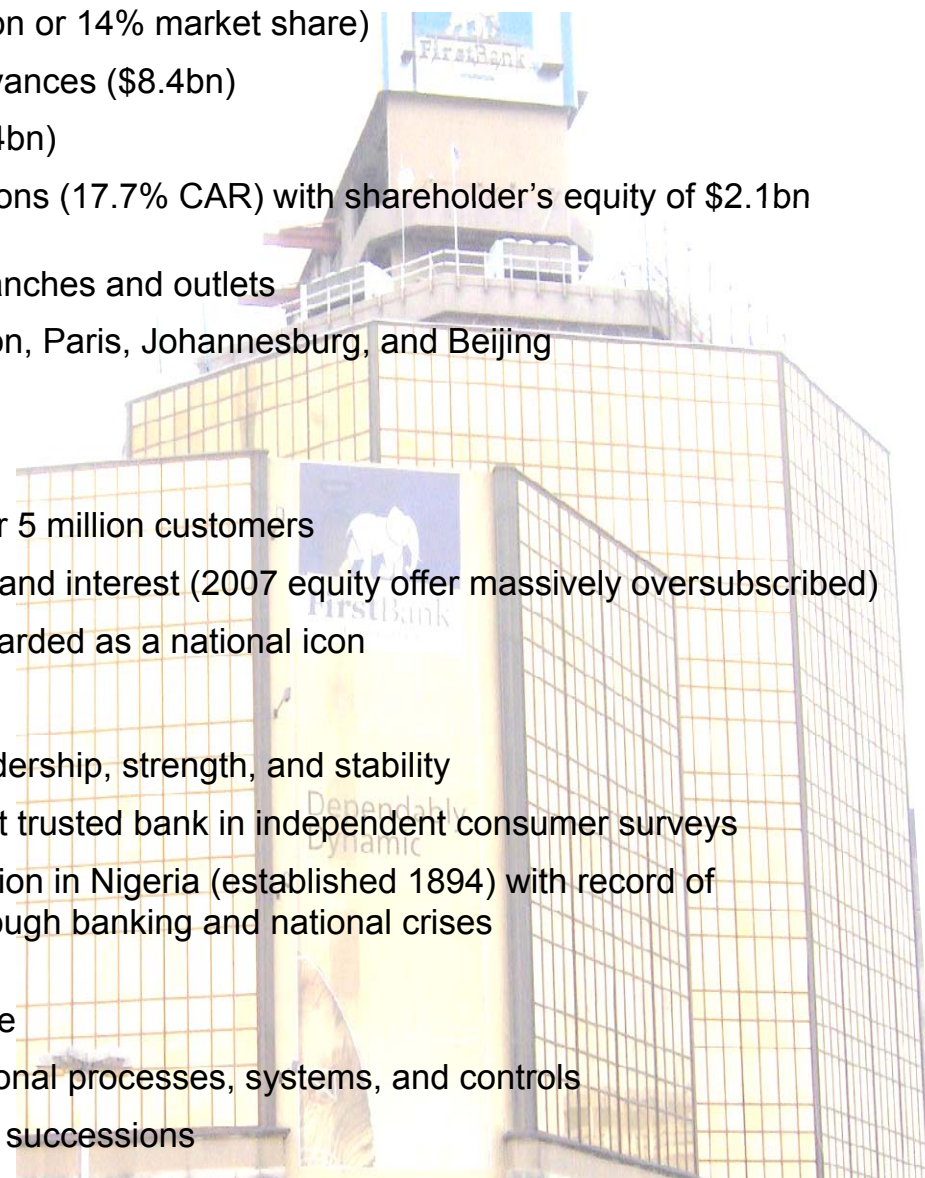 on or 14% market share)
FirstBank
vances ($8.4bn)
4bn)
ons (17.7% CAR) with shareholder’s equity of $2.1bn
anches and outlets
on, Paris, Johannesburg, and Beijing
r 5 million customers
and interest (2007 equity offer massively oversubscribed)
FirstBank
arded as a national icon
dership, strength, and stability
Dependably
t trusted bank in independent consumer surveys
Dynamic
ion in Nigeria (established 1894) with record of
ough banking and national crises
e
onal processes, systems, and controls
successions